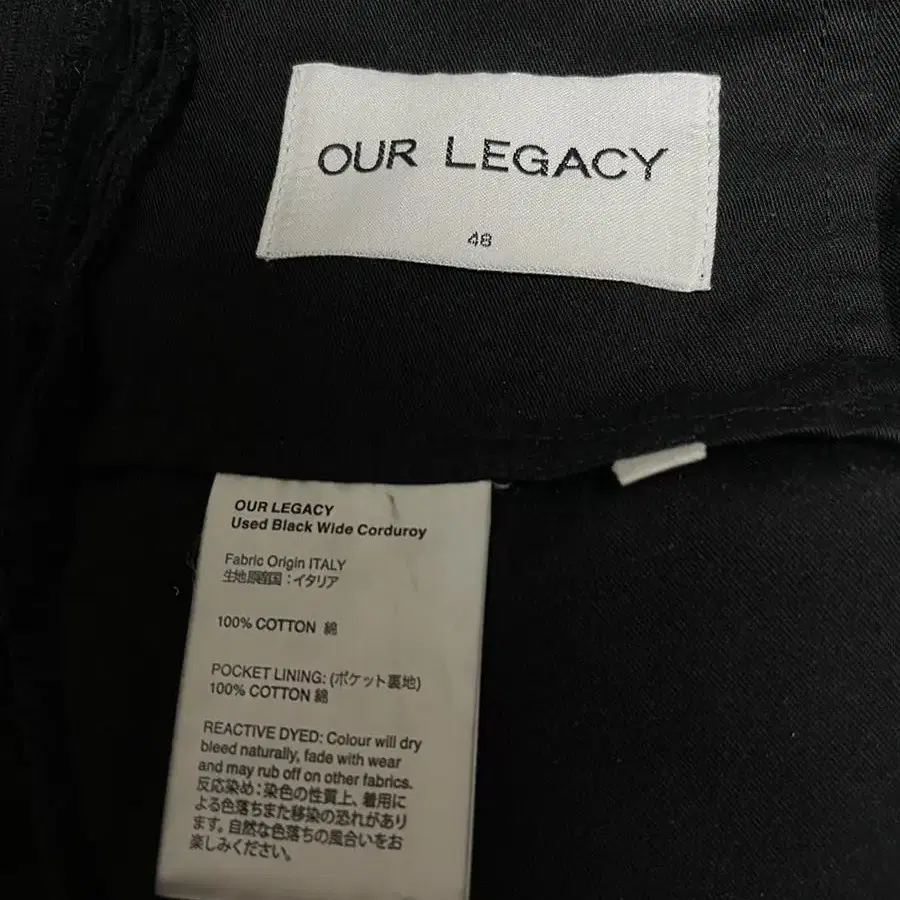 OUR LEGACY
48
OUR LEGACY
Used Black Wide Corduroy
Fabric Origin ITALY
生地原産国：イタリア
100% COTTON 綿
POCKET LINING: (ポケット裏地)
100% COTTON 綿
REACTIVE DYED: Colour will dry
bleed naturally, fade with wear
and may rub off on other fabrics.
反応染め：染色の性質上、着用に
よる色落ちまた移染の恐れがあり
ます。自然な色落ちの風合いをお
楽しみください。